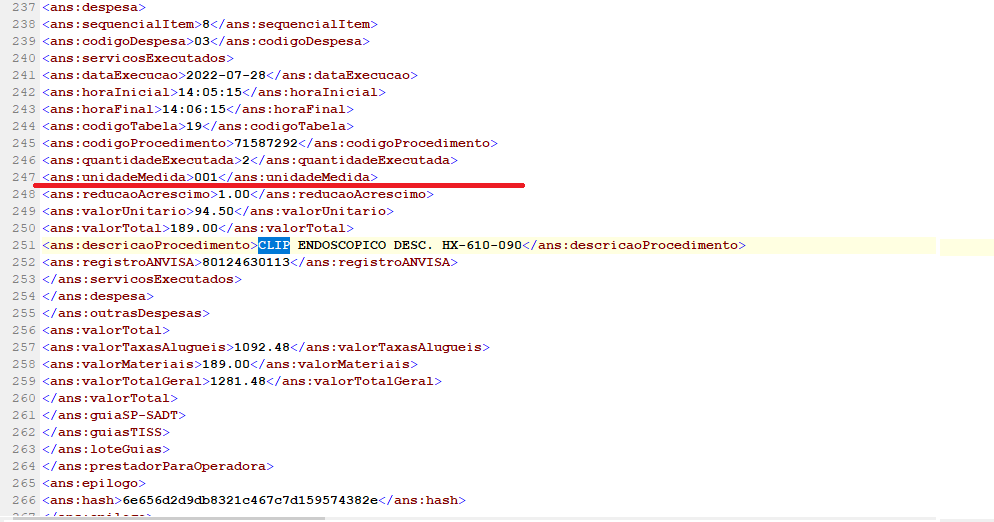 237 <ans:despesa>
238 <ans:sequencialItem>8</ans:sequencialItem>
239 <ans:codigoDespesa>03</ans:codigoDespesa>
240 <ans:servicosExecutados>
241 <ans:dataExecucao>2022-07-28</ans:dataExecucao>
242 <ans:horaInicial>14:05:15</ans:horaInicial>
243 <ans:horaFinal>14:06:15</ans:horaFinal>
244 <ans:codigoTabela>19</ans:codigoTabela>
245 <ans:codigoProcedimento>71587292</ans:codigoProcedimento>
246 <ans:quantidadeExecutada>2</ans:quantidadeExecutada>
247 <ans:unidadeMedida>001</ans:unidadeMedida>
248 <ans:reducaoAcrescimo>1.00</ans:reducaoAcrescimo>
249 <ans:valorUnitario>94.50</ans:valorUnitario>
250 <ans:valorTotal>189.00</ans:valorTotal>
251 <ans:descricaoProcedimento>CLIP ENDOSCOPICO DESC. HX-610-090</ans:descricaoProcedimento>
252 <ans:registroANVISA>80124630113</ans:registroANVISA>
253 </ans:servicosExecutados>
254 </ans:despesa>
255 </ans:outrasDespesas>
256 <ans:valorTotal>
257 <ans:valorTaxasAlugueis>1092.48</ans:valorTaxasAlugueis>
258 <ans:valorMateriais>189.00</ans:valorMateriais>
259 <ans:valorTotalGeral>1281.48</ans:valorTotalGeral>
260 </ans:valorTotal>
261 </ans:guiaSP-SADT>
262 </ans:guiasTISS>
263 </ans:loteGuias>
264 </ans:prestadorParaOperadora>
265 <ans:epilogo>
266 <ans:hash>6e656d2d9db8321c467c7d159574382e</ans:hash>